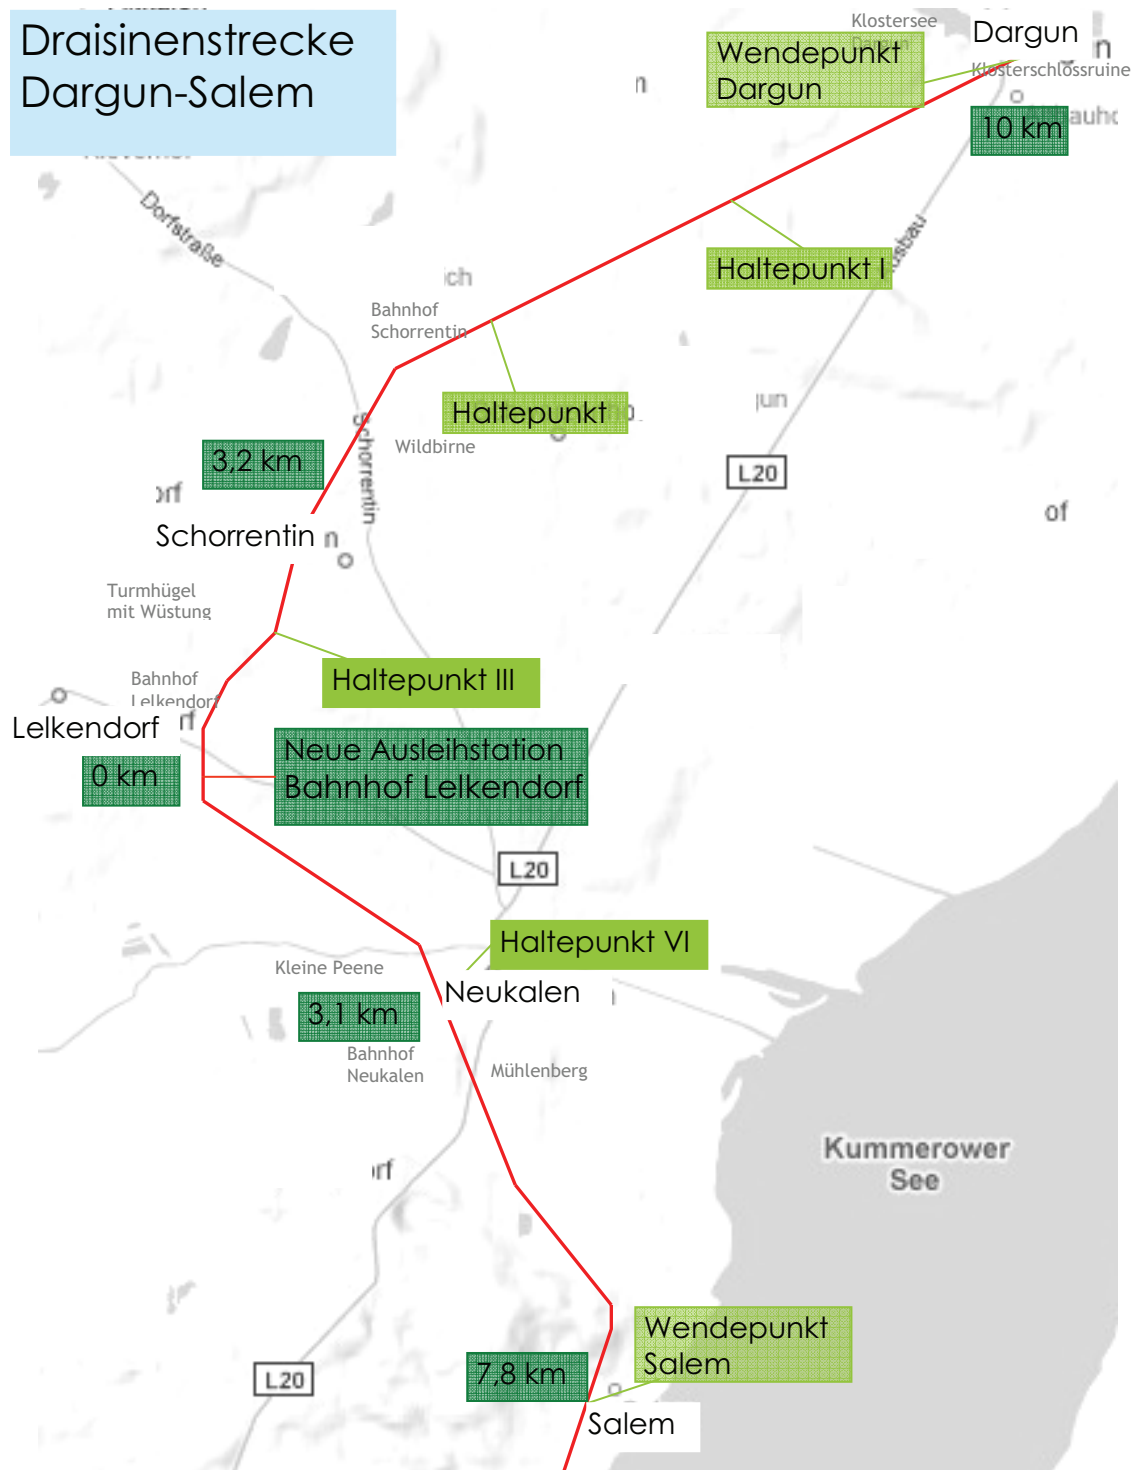 Draisinenstrecke
Dargun-Salem
Klostersee
Dargun
Wendepunkt
Dargun
Klosterschlossruine
10 km
Dorfstraße
Haltepunkt I
Bahnhof
Schorrentin
Haltepunkt
Schorrentin
Wildbirne
3,2 km
L20
of
Schorrentin
Turmhügel
mit Wüstung
Haltepunkt III
Bahnhof
Lelkendorf
Lelkendorf
0 km
Neue Ausleihstation
Bahnhof Lelkendorf
L20
Haltepunkt VI
Kleine Peene
Neukalen
3,1 km
Bahnhof
Neukalen
Mühlenberg
Kummerower
See
Wendepunkt
Salem
L20
7,8 km
Salem